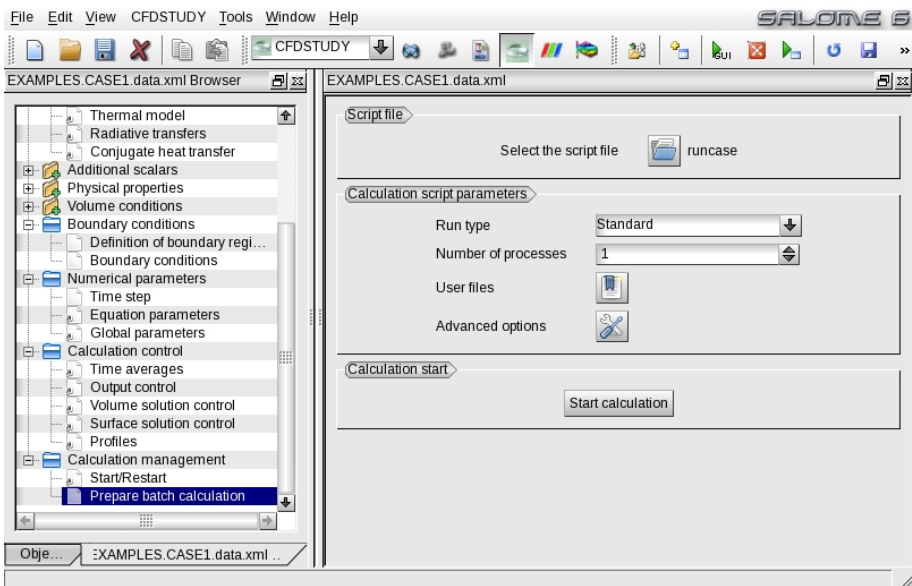 File Edit View CFDSTUDY Tools Window Help
SALOME 6
CFDSTUDY
GUI
»
EXAMPLES.CASE1.data.xml Browser
Thermal model
Radiative transfers
Conjugate heat transfer
Additional scalars
Physical properties
Volume conditions
Boundary conditions
Definition of boundary regi...
Boundary conditions
Numerical parameters
Time step
Equation parameters
Global parameters
Calculation control
Time averages
Output control
Volume solution control
Surface solution control
Profiles
Calculation management
Start/Restart
Prepare batch calculation
Obje...
EXAMPLES.CASE1.data.xml ..
EXAMPLES.CASE1.data.xml
Script file
Select the script file
runcase
Calculation script parameters
Run type
Standard
Number of processes
1
User files
Advanced options
Calculation start
Start calculation